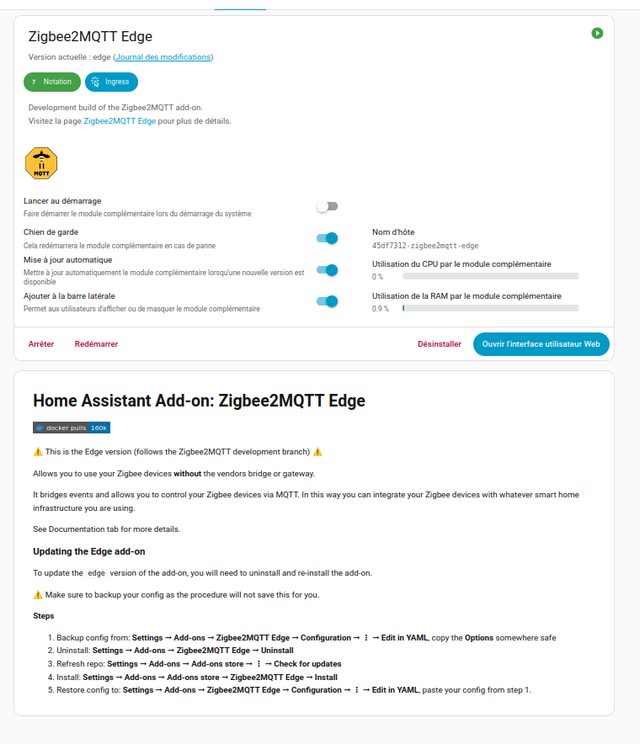 Zigbee2MQTT Edge
Version actuelle : edge (Journal des modifications)
7 Notation
Ingress
Development build of the Zigbee2MQTT add-on.
Visitez la page Zigbee2MQTT Edge pour plus de détails.
MQTT
Lancer au démarrage
Faire démarrer le module complémentaire lors du démarrage du système
Chien de garde
Cela redémarrera le module complémentaire en cas de panne
Mise à jour automatique
Mettre à jour automatiquement le module complémentaire lorsqu'une nouvelle version est
disponible
Ajouter à la barre latérale
Permet aux utilisateurs d'afficher ou de masquer le module complémentaire
Nom d'hôte
45df7312-zigbee2mqtt-edge
Utilisation du CPU par le module complémentaire
0 %
Utilisation de la RAM par le module complémentaire
0.9 %
Arrêter
Redémarrer
Désinstaller
Ouvrir l'interface utilisateur Web
Home Assistant Add-on: Zigbee2MQTT Edge
docker pulls 160k
⚠️ This is the Edge version (follows the Zigbee2MQTT development branch) ⚠️
Allows you to use your Zigbee devices without the vendors bridge or gateway.
It bridges events and allows you to control your Zigbee devices via MQTT. In this way you can integrate your Zigbee devices with whatever smart home
infrastructure you are using.
See Documentation tab for more details.
Updating the Edge add-on
To update the edge version of the add-on, you will need to uninstall and re-install the add-on.
⚠️ Make sure to backup your config as the procedure will not save this for you.
Steps
1. Backup config from: Settings → Add-ons → Zigbee2MQTT Edge → Configuration → ⋮ → Edit in YAML, copy the Options somewhere safe
2. Uninstall: Settings → Add-ons → Zigbee2MQTT Edge → Uninstall
3. Refresh repo: Settings → Add-ons → Add-ons store → ⋮ → Check for updates
4. Install: Settings → Add-ons → Add-ons store → Zigbee2MQTT Edge → Install
5. Restore config to: Settings → Add-ons → Zigbee2MQTT Edge → Configuration → ⋮ → Edit in YAML, paste your config from step 1.